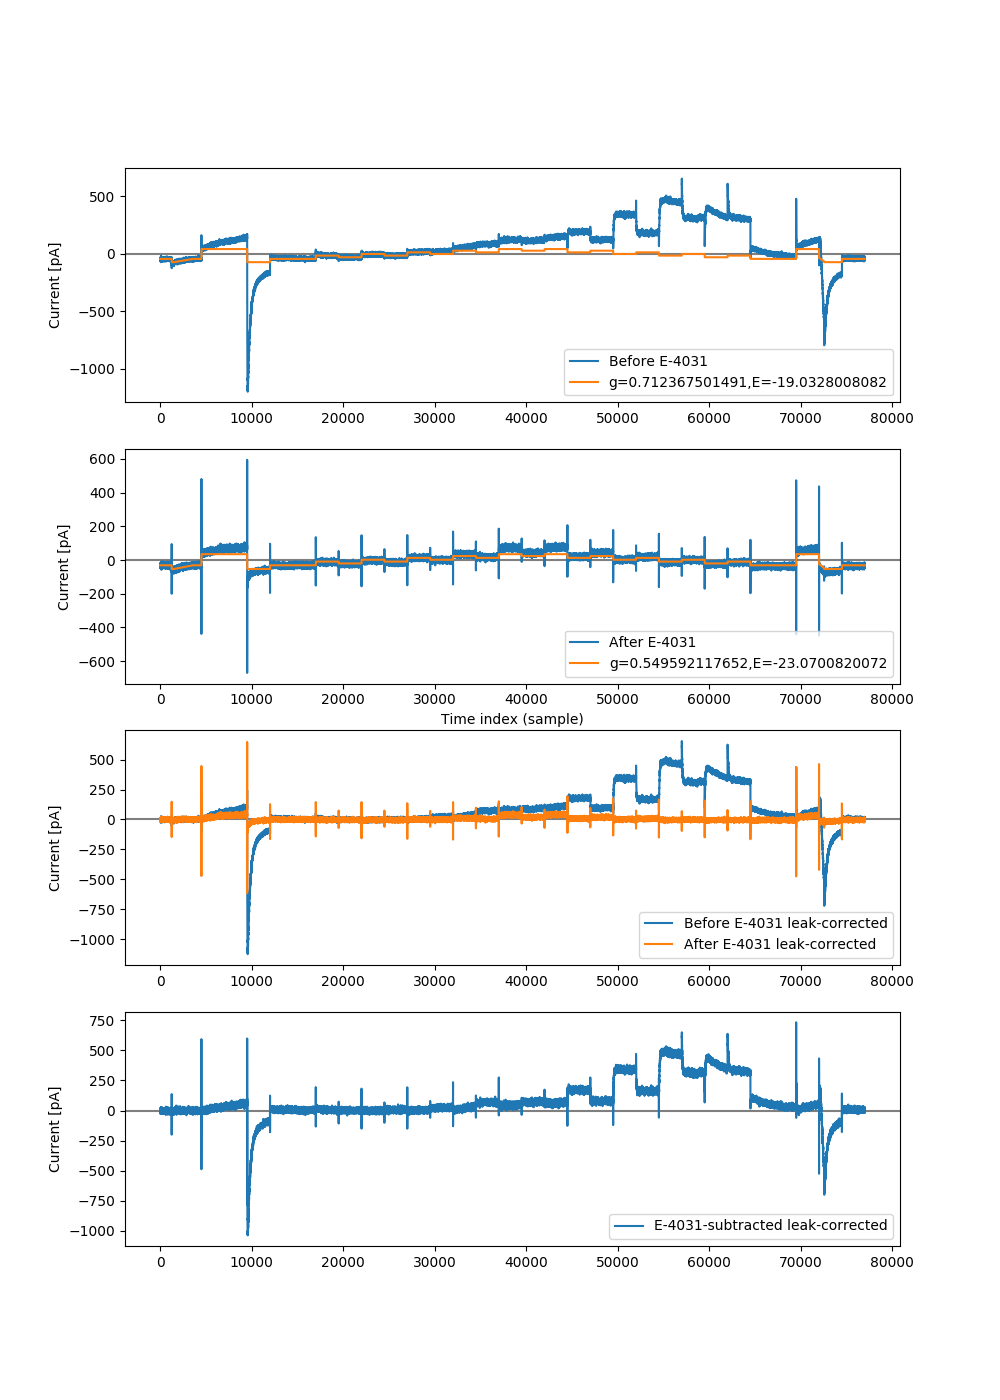 500
0
−500
−1000
Current [pA]
Before E-4031
g=0.712367501491,E=-19.0328008082
0 10000 20000 30000 40000 50000 60000 70000 80000
600
400
200
0
−200
−400
−600
Current [pA]
After E-4031
g=0.549592117652,E=-23.0700820072
0 10000 20000 30000 40000 50000 60000 70000 80000
Time index (sample)
500
250
0
−250
−500
−750
−1000
Current [pA]
Before E-4031 leak-corrected
After E-4031 leak-corrected
0 10000 20000 30000 40000 50000 60000 70000 80000
750
500
250
0
−250
−500
−750
−1000
Current [pA]
E-4031-subtracted leak-corrected
0 10000 20000 30000 40000 50000 60000 70000 80000